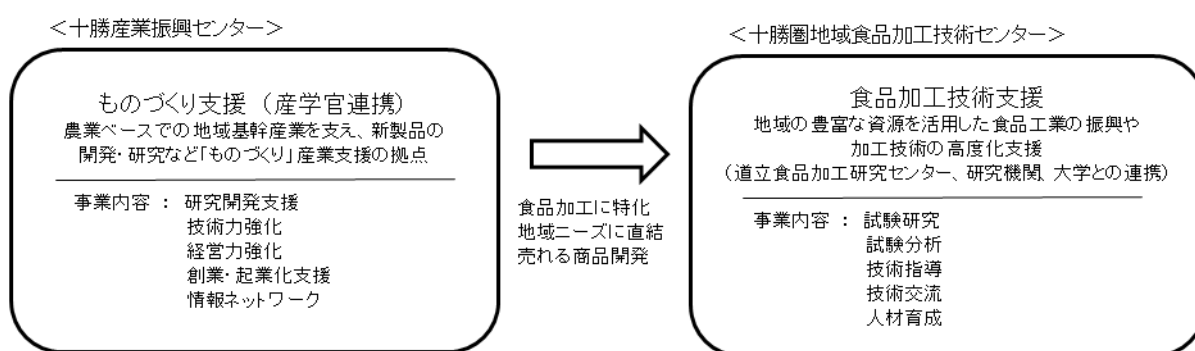 ＜十勝産業振興センター＞
ものづくり支援（産学官連携）
農業ベースでの地域基幹産業を支え、新製品の
開発・研究など「ものづくり」産業支援の拠点
事業内容 ： 研究開発支援
技術力強化
経営力強化
創業・起業化支援
情報ネットワーク
食品加工に特化
地域ニーズに直結
売れる商品開発
＜十勝圏地域食品加工技術センター＞
食品加工技術支援
地域の豊富な資源を活用した食品工業の振興や
加工技術の高度化支援
（道立食品加工研究センター、研究機関、大学との連携）
事業内容 ： 試験研究
試験分析
技術指導
技術交流
人材育成